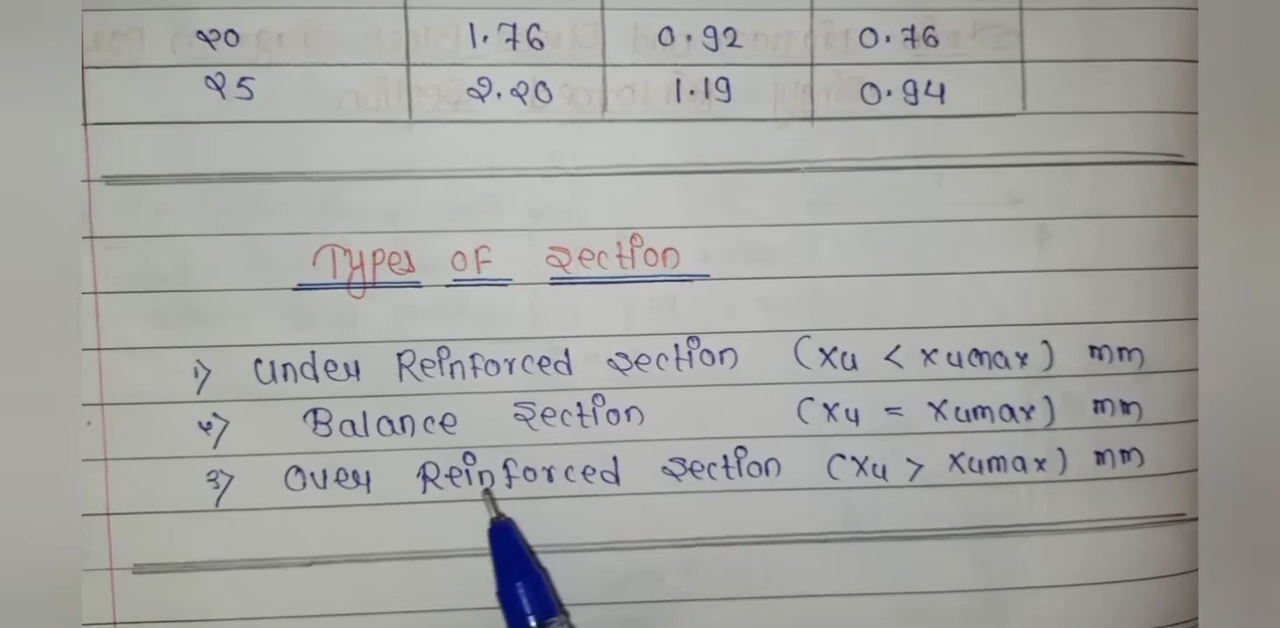 20 1.76 0.92 0.76
25 2.20 1.19 0.94
Types of section
1) under Reinforced section (xu < xumax) mm
2) Balance section (xu = xumax) mm
3) over Reinforced section (xu > xumax) mm